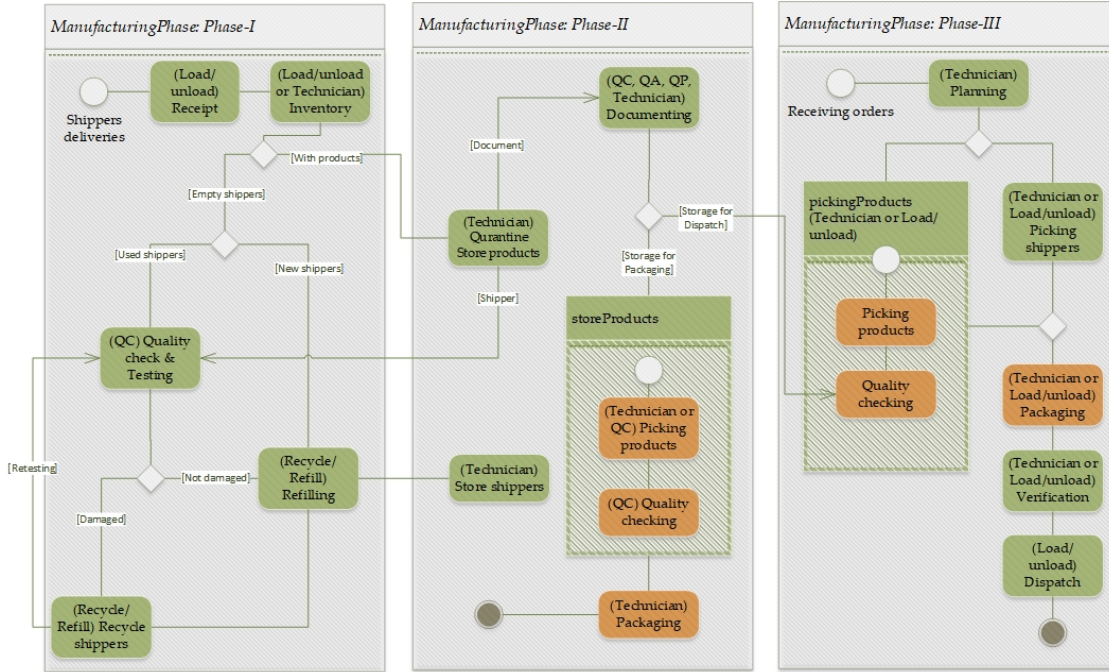 ManufacturingPhase: Phase-I
(Load/
unload)
Receipt
(Load/unload
or Technician)
Inventory
Shippers
deliveries
[With products]
[Empty shippers]
[Used shippers]
[New shippers]
(QC) Quality
check &
Testing
[Retesting]
[Not damaged]
(Recycle/
Refill)
Refilling
[Damaged]
(Recycle/
Refill) Recycle
shippers
ManufacturingPhase: Phase-II
(QC, QA, QP,
Technician)
Documenting
[Document]
(Technician)
Qurantine
Store products
[Storage for
Dispatch]
[Storage for
Packaging]
[Shipper]
storeProducts
(Technician or
QC) Picking
products
(Technician)
Store shippers
(QC) Quality
checking
(Technician)
Packaging
ManufacturingPhase: Phase-III
Receiving orders
(Technician)
Planning
pickingProducts
(Technician or Load/
unload)
(Technician or
Load/unload)
Picking
shippers
Picking
products
Quality
checking
(Technician or
Load/unload)
Packaging
(Technician or
Load/unload)
Verification
(Load/
unload)
Dispatch